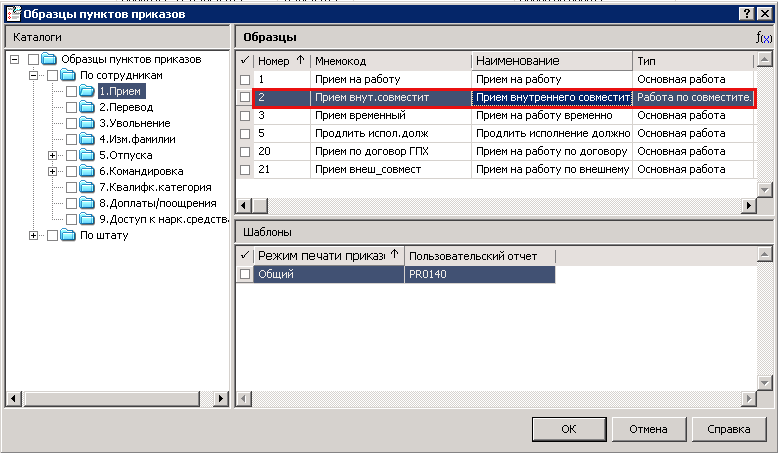 Образцы пунктов приказов
Каталоги
Образцы пунктов приказов
По сотрудникам
1.Прием
2.Перевод
3.Увольнение
4.Изм.фамилии
5.Отпуска
6.Командировка
7.Квалифк.категория
8.Доплаты/поощрения
9.Доступ к нарк.средства
По штату
Образцы f(x)
Номер Мнемокод Наименование Тип
1 Прием на работу Прием на работу Основная работа
2 Прием внут.совместит Прием внутреннего совместит Работа по совместите.
3 Прием временный Прием на работу временно Основная работа
5 Продлить испол.долж Продлить исполнение должно Основная работа
20 Прием по договор ГПХ Прием на работу по договору Основная работа
21 Прием внеш_совмест Прием на работу по внешнему Основная работа
Шаблоны
Режим печати приказ Пользовательский отчет
Общий PR0140
ОК Отмена Справка